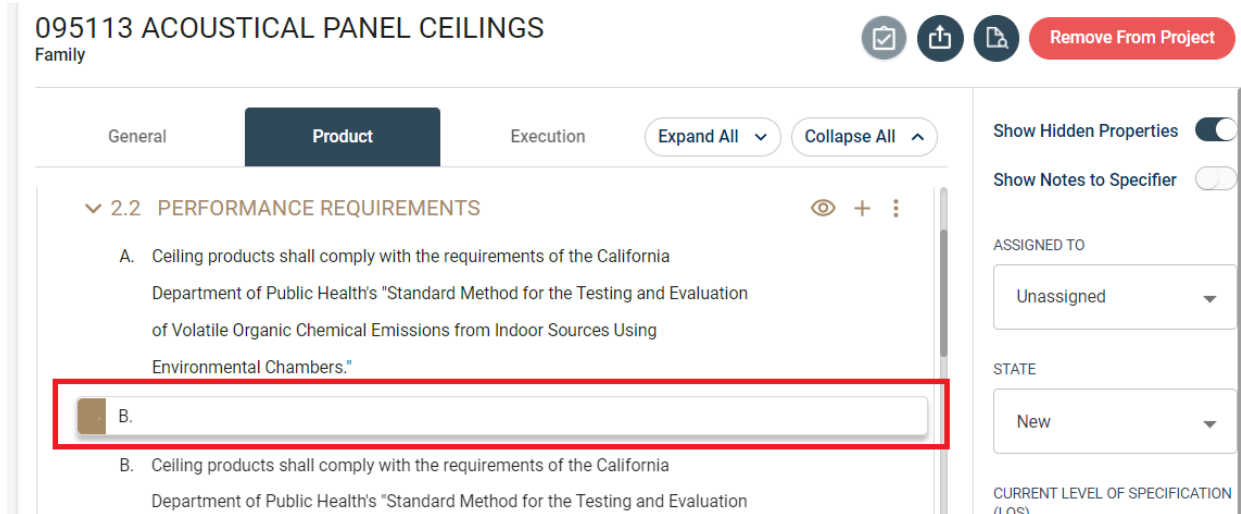 095113 ACOUSTICAL PANEL CEILINGS
Family
Remove From Project
General
Product
Execution
Expand All
Collapse All
Show Hidden Properties
Show Notes to Specifier
2.2 PERFORMANCE REQUIREMENTS
A. Ceiling products shall comply with the requirements of the California
Department of Public Health's "Standard Method for the Testing and Evaluation
of Volatile Organic Chemical Emissions from Indoor Sources Using
Environmental Chambers."
B.
B. Ceiling products shall comply with the requirements of the California
Department of Public Health's "Standard Method for the Testing and Evaluation
ASSIGNED TO
Unassigned
STATE
New
CURRENT LEVEL OF SPECIFICATION
(LOS)